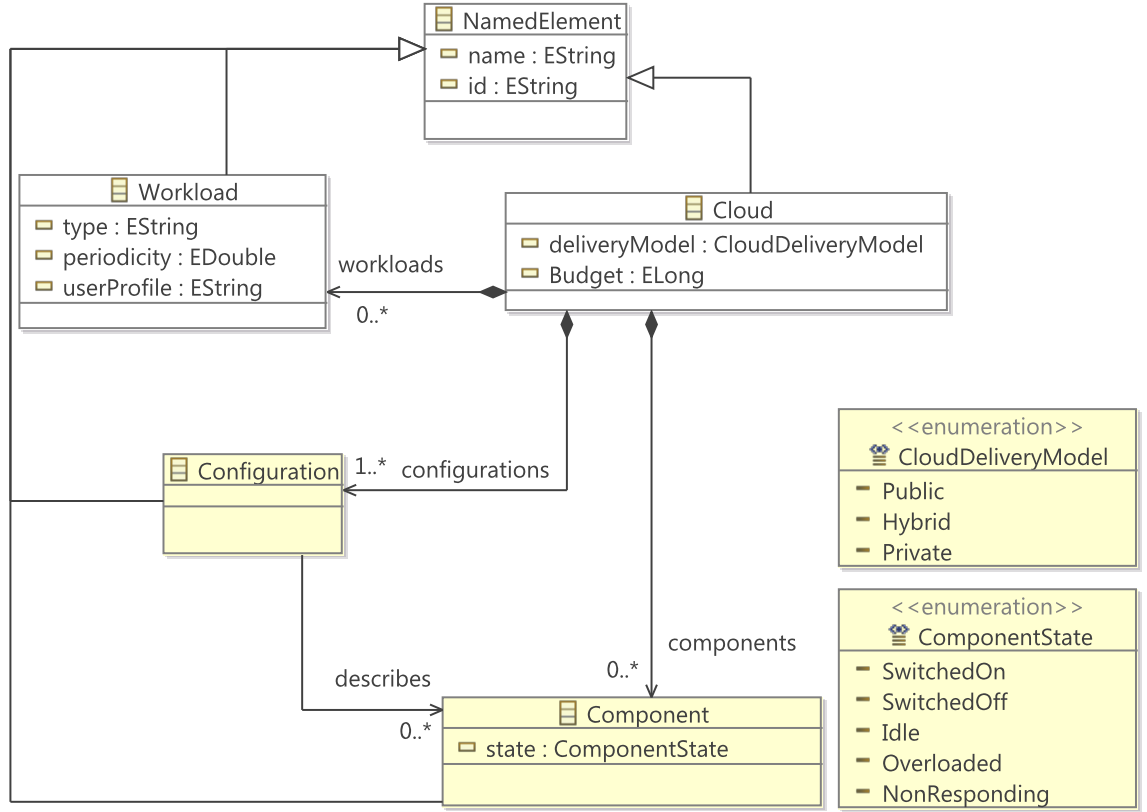 NamedElement
name : EString
id : EString
Workload
type : EString
periodicity : EDouble
userProfile : EString
Cloud
deliveryModel : CloudDeliveryModel
Budget : ELong
workloads
0..*
Configuration
1..*
configurations
<<enumeration>>
CloudDeliveryModel
Public
Hybrid
Private
<<enumeration>>
ComponentState
SwitchedOn
SwitchedOff
Idle
Overloaded
NonResponding
components
0..*
describes
0..*
Component
state : ComponentState